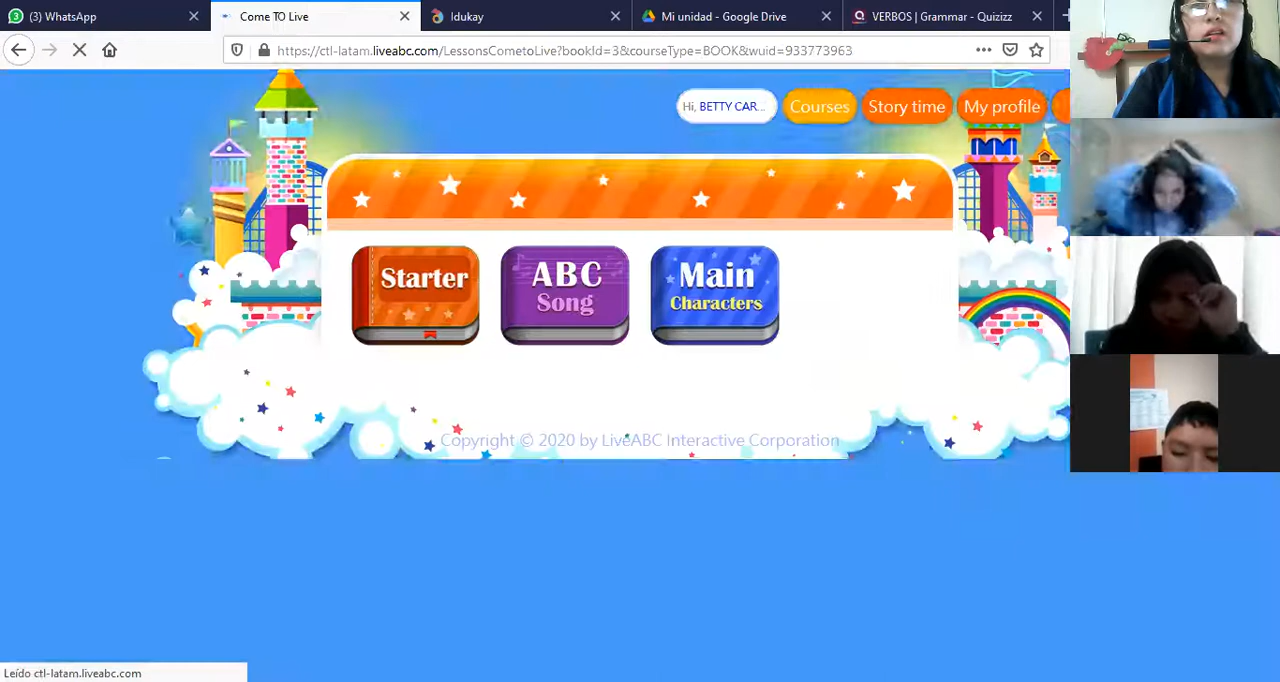 (3) WhatsApp
Come TO Live
Idukay
Mi unidad - Google Drive
VERBOS | Grammar - Quizizz
https://ctl-latam.liveabc.com/LessonsCometoLive?bookId=3&courseType=BOOK&wuid=933773963
Hi, BETTY CAR...
Courses
Story time
My profile
Starter
ABC
Song
Main
Characters
Copyright © 2020 by LiveABC Interactive Corporation
Leído ctl-latam.liveabc.com